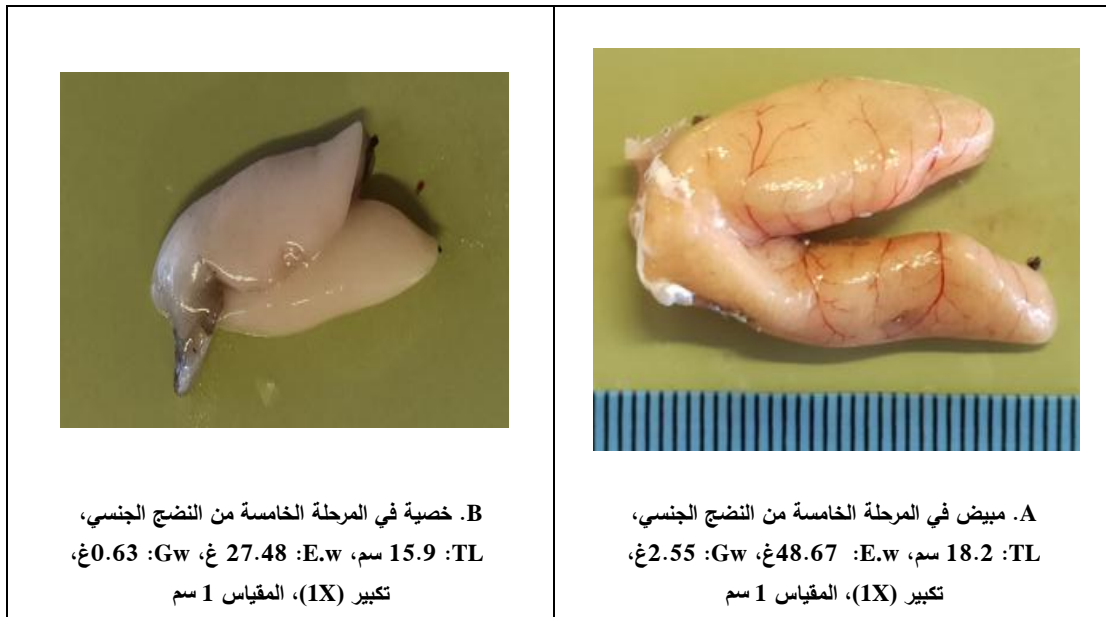 A. مبيض في المرحلة الخامسة من النضج الجنسي،
TL: 18.2 سم، E.w: 48.67غ، Gw: 2.55غ،
تكبير (1X)، المقياس 1 سم
B. خصية في المرحلة الخامسة من النضج الجنسي،
TL: 15.9 سم، E.w: 27.48 غ، Gw: 0.63غ،
تكبير (1X)، المقياس 1 سم